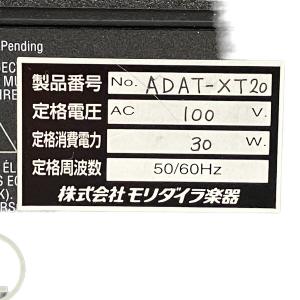 Pending
製品番号 No. ADAT-XT20
定格電圧 AC 100 V.
定格消費電力 30 W.
定格周波数 50/60Hz
株式会社モリダイラ楽器